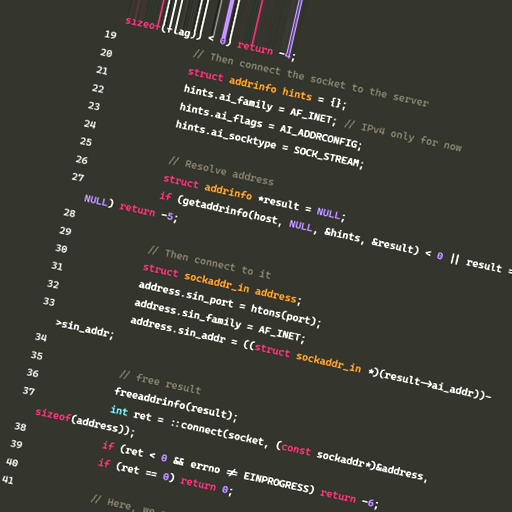 sizeof(flag)) < 0) return -4;
19
20 // Then connect the socket to the server
21 struct addrinfo hints = {};
22 hints.ai_family = AF_INET; // IPv4 only for now
23 hints.ai_flags = AI_ADDRCONFIG;
24 hints.ai_socktype = SOCK_STREAM;
25
26 // Resolve address
27 struct addrinfo *result = NULL;
if (getaddrinfo(host, NULL, &hints, &result) < 0 || result =
NULL) return -5;
28
29
30 // Then connect to it
31 struct sockaddr_in address;
32 address.sin_port = htons(port);
33 address.sin_family = AF_INET;
address.sin_addr = ((struct sockaddr_in *)(result->ai_addr))-
>sin_addr;
34
35
36 // free result
37 freeaddrinfo(result);
int ret = ::connect(socket, (const sockaddr*)&address,
sizeof(address));
38
39 if (ret < 0 && errno != EINPROGRESS) return -6;
40 if (ret == 0) return 0;
41
// Here, we